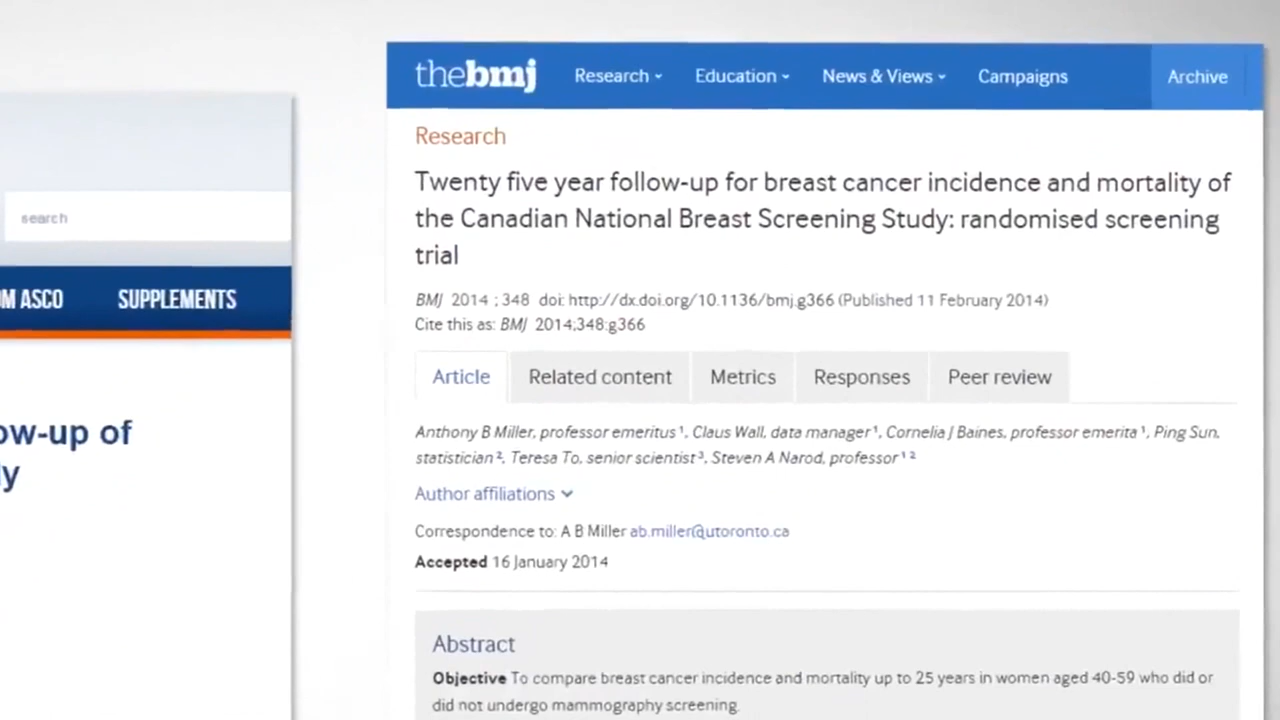 search
OM ASCO SUPPLEMENTS
ow-up of
thebmj Research Education News & Views Campaigns Archive
Research
Twenty five year follow-up for breast cancer incidence and mortality of
the Canadian National Breast Screening Study: randomised screening
trial
BMJ 2014 ; 348 doi: http://dx.doi.org/10.1136/bmj.g366 (Published 11 February 2014)
Cite this as: BMJ 2014;348:g366
Article Related content Metrics Responses Peer review
Anthony B Miller, professor emeritus ¹, Claus Wall, data manager ¹, Cornelia J Baines, professor emerita ¹, Ping Sun,
statistician ², Teresa To, senior scientist ³, Steven A Narod, professor ¹ ²
Author affiliations
Correspondence to: A B Miller ab.miller@utoronto.ca
Accepted 16 January 2014
Abstract
Objective To compare breast cancer incidence and mortality up to 25 years in women aged 40-59 who did or
did not undergo mammography screening.